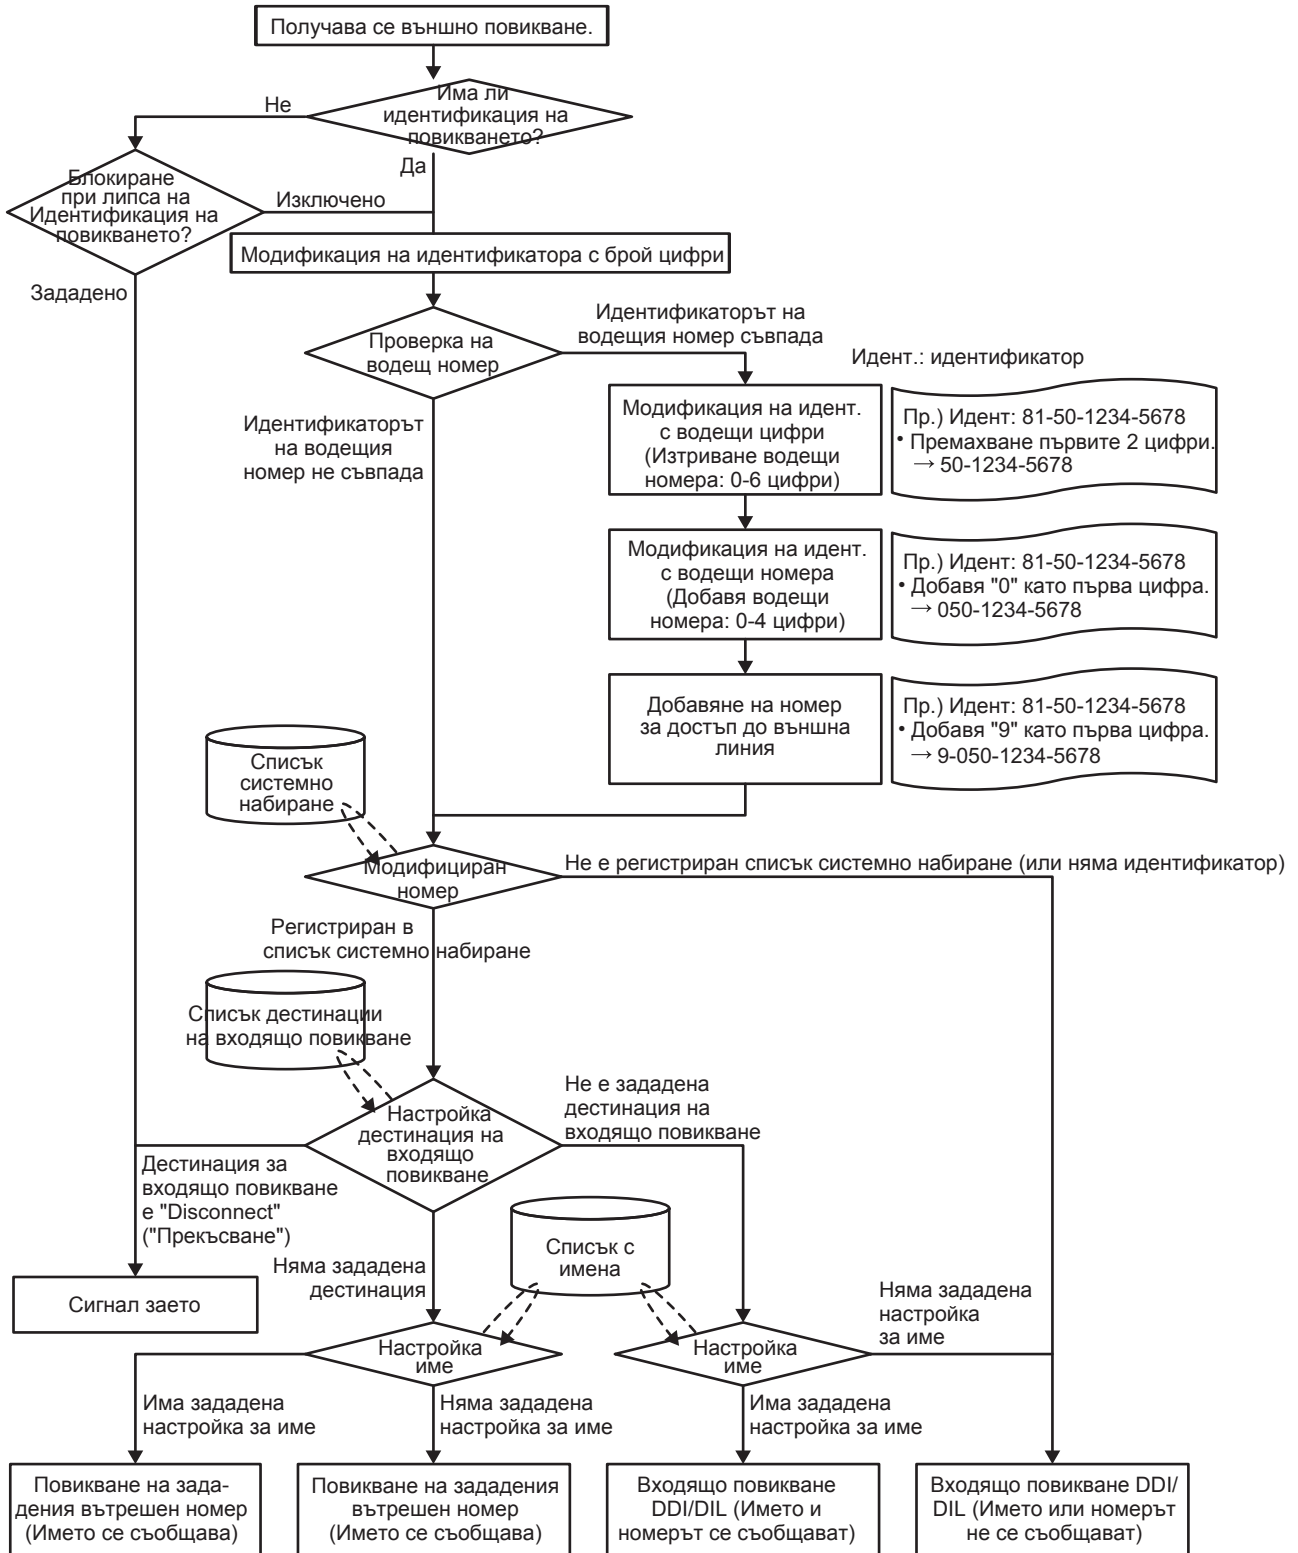 Получава се външно повикване.
Има ли
идентификация на
повикването?
Не
Да
Блокиране
при липса на
Идентификация на
повикването?
Изключено
Зададено
Модификация на идентификатора с брой цифри
Проверка на
водещ номер
Идентификаторът на
водещия номер съвпада
Идент.: идентификатор
Идентификаторът
на водещия
номер не съвпада
Модификация на идент.
с водещи цифри
(Изтриване водещи
номера: 0-6 цифри)
Пр.) Идент: 81-50-1234-5678
• Премахване първите 2 цифри.
→ 50-1234-5678
Модификация на идент.
с водещи номера
(Добавя водещи
номера: 0-4 цифри)
Пр.) Идент: 81-50-1234-5678
• Добавя "0" като първа цифра.
→ 050-1234-5678
Добавяне на номер
за достъп до външна
линия
Пр.) Идент: 81-50-1234-5678
• Добавя "9" като първа цифра.
→ 9-050-1234-5678
Списък
системно
набиране
Модифициран
номер
Не е регистриран списък системно набиране (или няма идентификатор)
Регистриран в
списък системно набиране
Списък дестинации
на входящо повикване
Настройка
дестинация на
входящо
повикване
Не е зададена
дестинация на
входящо повикване
Дестинация за
входящо повикване
е "Disconnect"
("Прекъсване")
Няма зададена
дестинация
Списък с
имена
Сигнал заето
Няма зададена
настройка
за име
Настройка
име
Настройка
име
Има зададена
настройка за име
Няма зададена
настройка за име
Има зададена
настройка за име
Повикване на зада-
дения вътрешен номер
(Името се съобщава)
Повикване на зададения
вътрешен номер
(Името се съобщава)
Входящо повикване
DDI/DIL (Името и
номерът се съобщават)
Входящо повикване DDI/
DIL (Името или номерът
не се съобщават)